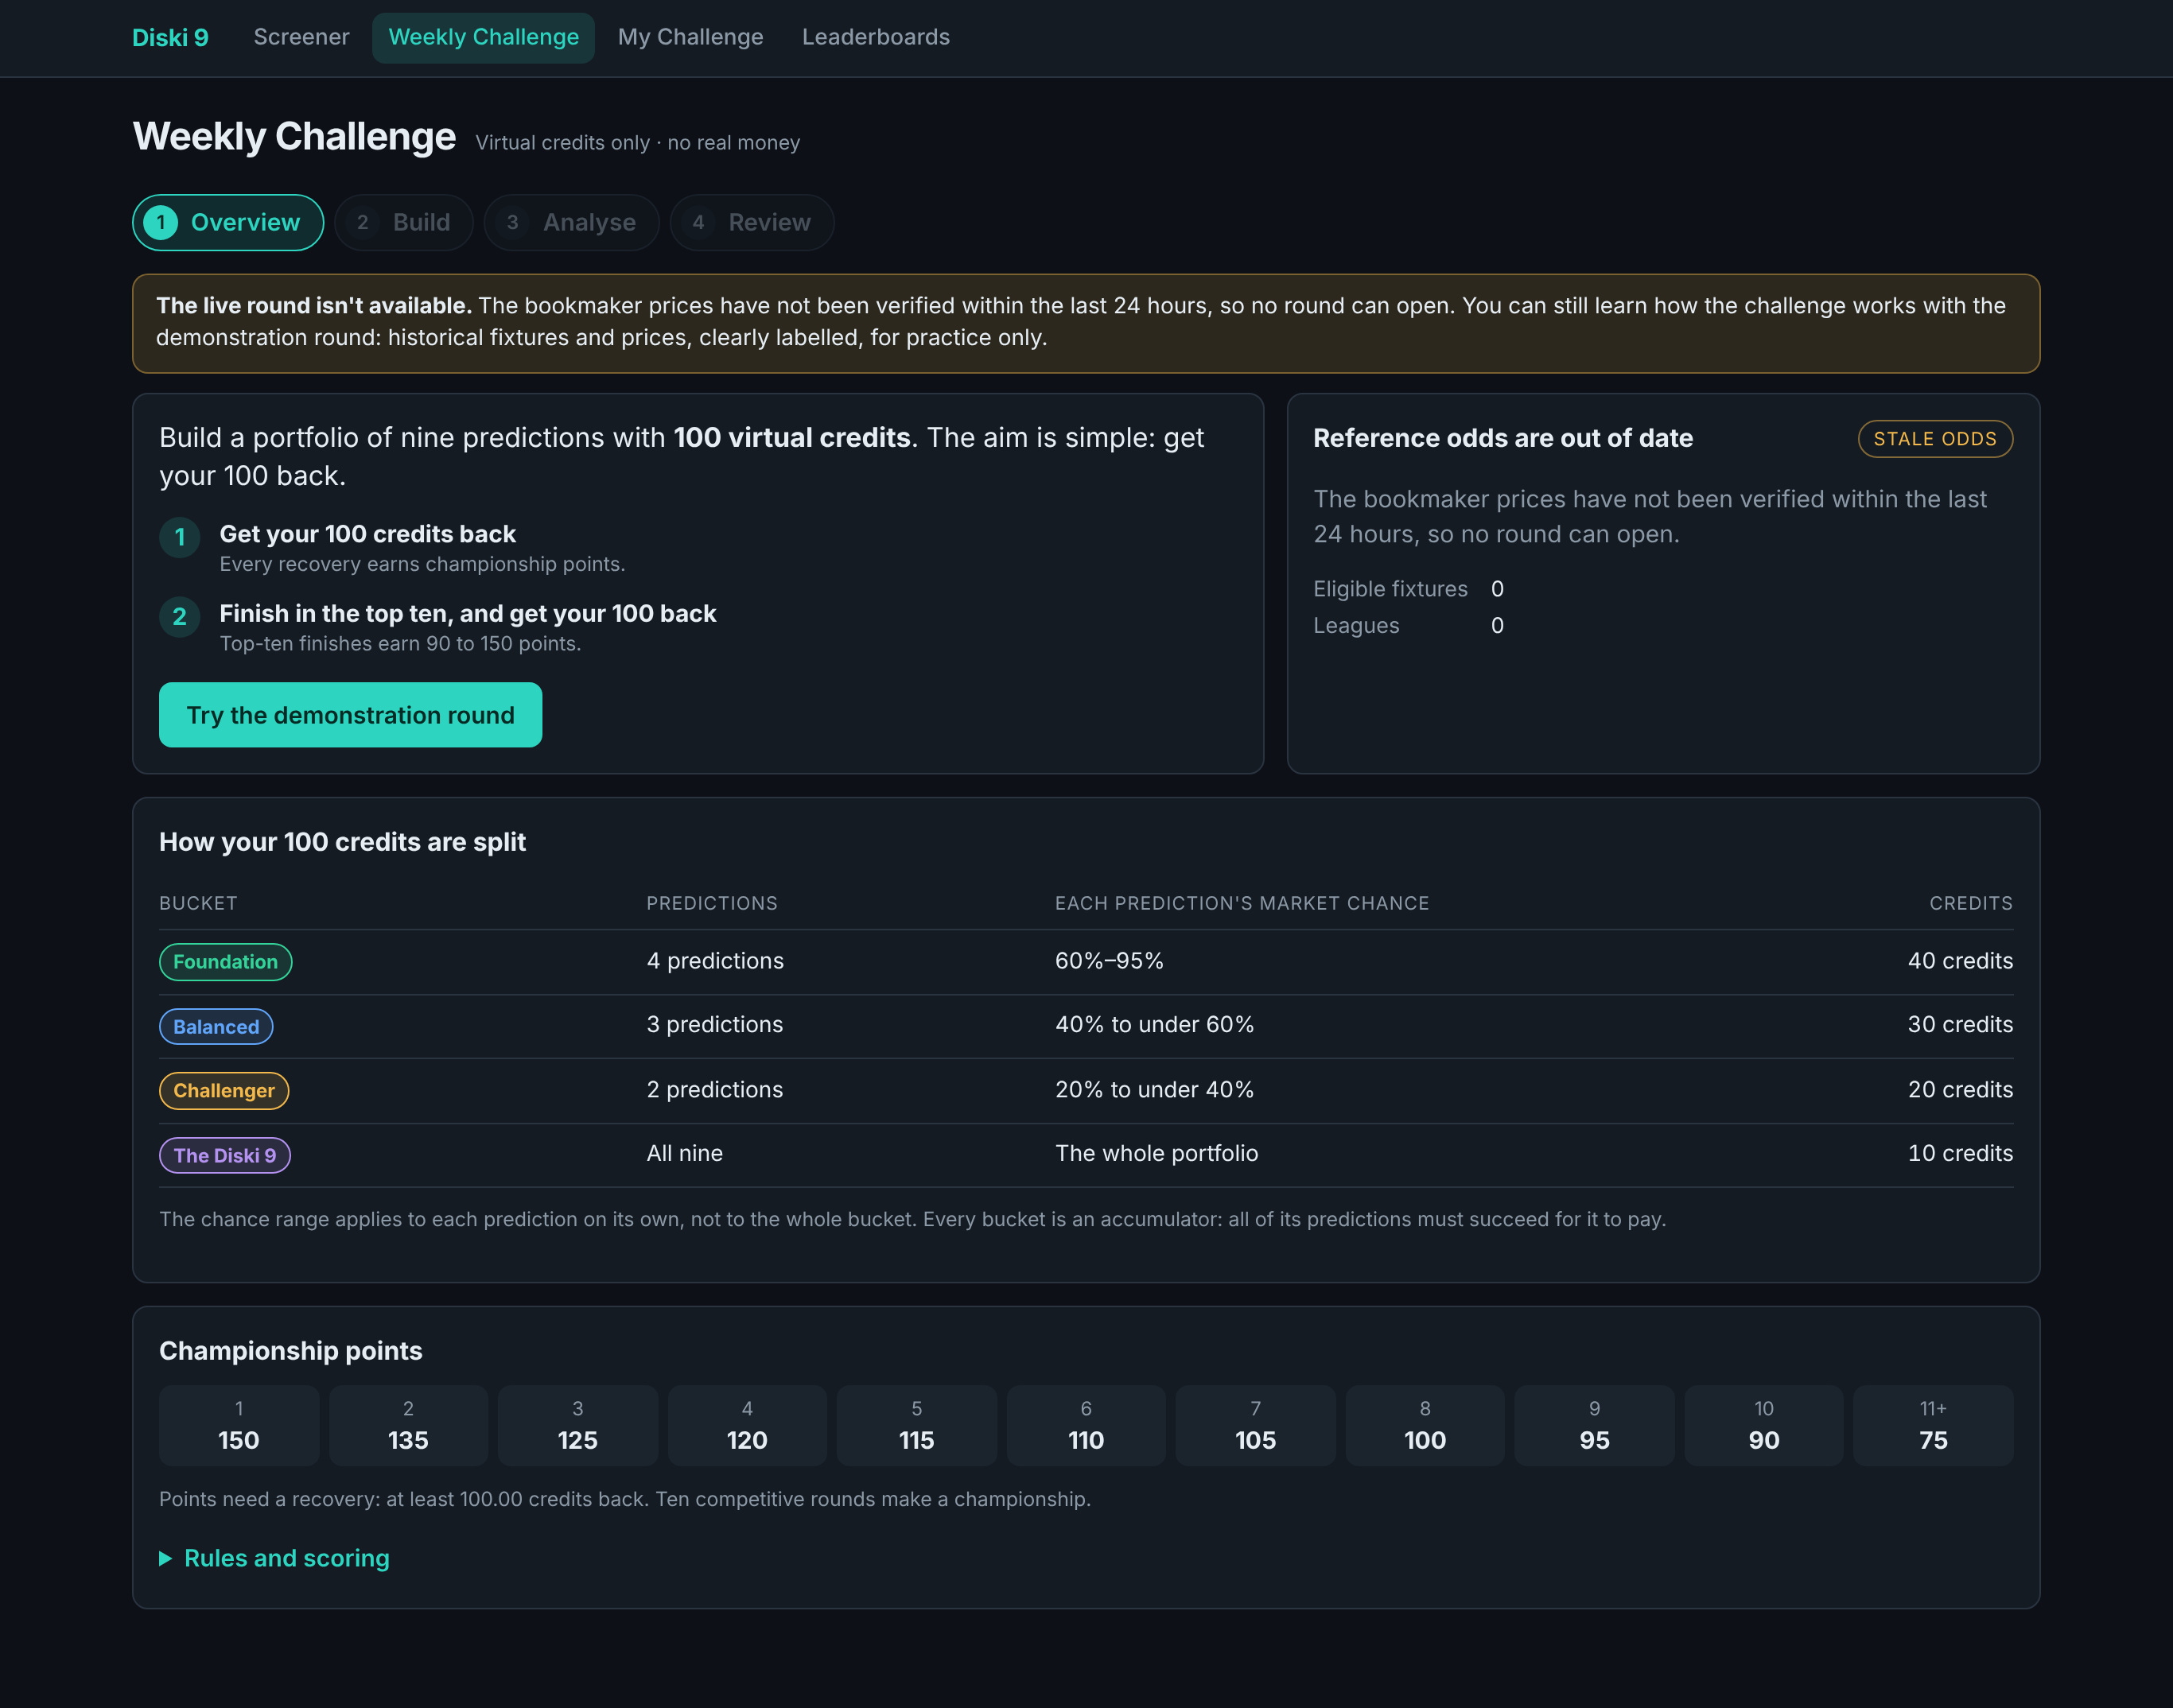 Diski 9 Screener Weekly Challenge My Challenge Leaderboards
Weekly Challenge Virtual credits only · no real money
1 Overview 2 Build 3 Analyse 4 Review
The live round isn't available. The bookmaker prices have not been verified within the last 24 hours, so no round can open. You can still learn how the challenge works with the
demonstration round: historical fixtures and prices, clearly labelled, for practice only.
Build a portfolio of nine predictions with 100 virtual credits. The aim is simple: get
your 100 back.
1 Get your 100 credits back
Every recovery earns championship points.
2 Finish in the top ten, and get your 100 back
Top-ten finishes earn 90 to 150 points.
Try the demonstration round
Reference odds are out of date STALE ODDS
The bookmaker prices have not been verified within the last
24 hours, so no round can open.
Eligible fixtures 0
Leagues 0
How your 100 credits are split
BUCKET PREDICTIONS EACH PREDICTION'S MARKET CHANCE CREDITS
Foundation 4 predictions 60%–95% 40 credits
Balanced 3 predictions 40% to under 60% 30 credits
Challenger 2 predictions 20% to under 40% 20 credits
The Diski 9 All nine The whole portfolio 10 credits
The chance range applies to each prediction on its own, not to the whole bucket. Every bucket is an accumulator: all of its predictions must succeed for it to pay.
Championship points
1 2 3 4 5 6 7 8 9 10 11+
150 135 125 120 115 110 105 100 95 90 75
Points need a recovery: at least 100.00 credits back. Ten competitive rounds make a championship.
Rules and scoring